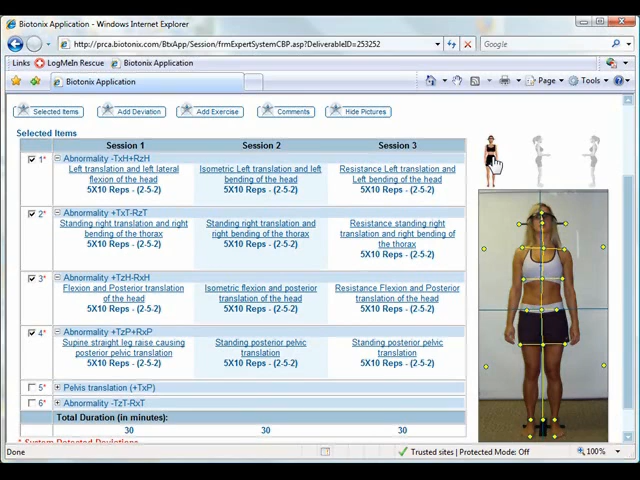 Biotonix Application - Windows Internet Explorer
http://prca.biotonix.com/BtxApp/Session/frmExpertSystemCBP.asp?DeliverableID=253252
Google
Links LogMeIn Rescue Biotonix Application
Biotonix Application
Page Tools
Selected Items Add Deviation Add Exercise Comments Hide Pictures
Selected Items
Session 1 Session 2 Session 3
1* Abnormality -TxH+RzH
Left translation and left lateral flexion of the head
5X10 Reps - (2-5-2)
Isometric Left translation and left bending of the head
5X10 Reps - (2-5-2)
Resistance Left translation and Left bending of the head
5X10 Reps - (2-5-2)
2* Abnormality +TxT-RzT
Standing right translation and right bending of the thorax
5X10 Reps - (2-5-2)
Standing right translation and right bending of the thorax
5X10 Reps - (2-5-2)
Resistance standing right translation and right bending of the thorax
5X10 Reps - (2-5-2)
3* Abnormality +TzH-RxH
Flexion and Posterior translation of the head
5X10 Reps - (2-5-2)
Isometric flexion and posterior translation of the head
5X10 Reps - (2-5-2)
Resistance Flexion and Posterior translation of the head
5X10 Reps - (2-5-2)
4* Abnormality +TzP+RxP
Supine straight leg raise causing posterior pelvic translation
5X10 Reps - (2-5-2)
Standing posterior pelvic translation
5X10 Reps - (2-5-2)
Standing posterior pelvic translation
5X10 Reps - (2-5-2)
5* Pelvis translation (+TxP)
6* Abnormality -TzT-RxT
Total Duration (in minutes):
30 30 30
* System Detected Deviations
Done Trusted sites | Protected Mode: Off 100%